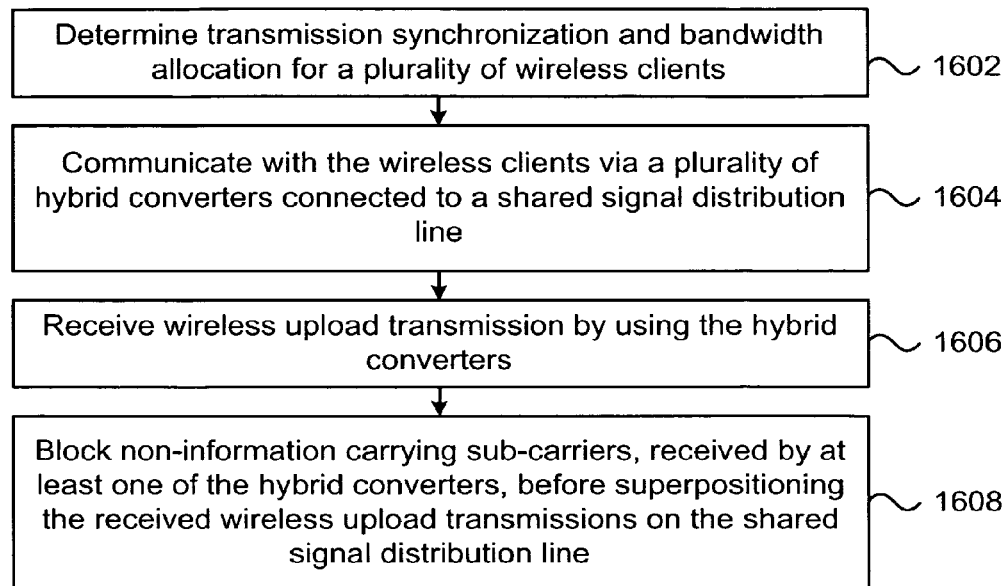 Determine transmission synchronization and bandwidth
allocation for a plurality of wireless clients
1602
Communicate with the wireless clients via a plurality of
hybrid converters connected to a shared signal distribution
line
1604
Receive wireless upload transmission by using the hybrid
converters
1606
Block non-information carrying sub-carriers, received by at
least one of the hybrid converters, before superpositioning
the received wireless upload transmissions on the shared
signal distribution line
1608